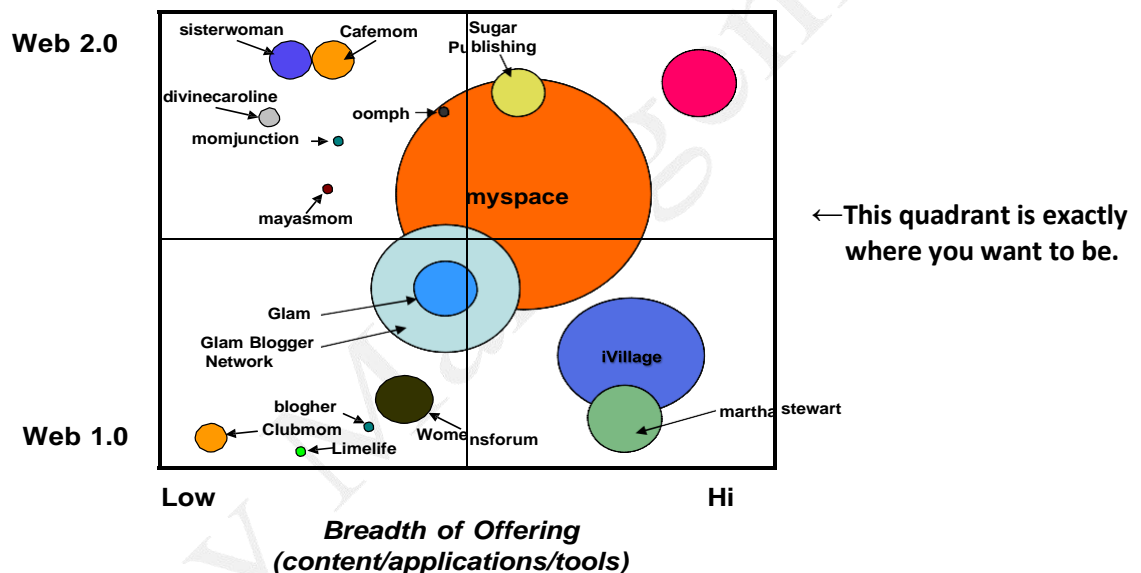 Web 2.0
sisterwoman
Cafemom
Sugar
Publishing
divinecaroline
oomph
momjunction
mayasmom
myspace
←This quadrant is exactly
where you want to be.
Glam
Glam Blogger
Network
iVillage
blogher
martha stewart
Clubmom
Womensforum
Web 1.0
Limelife
Low
Hi
Breadth of Offering
(content/applications/tools)